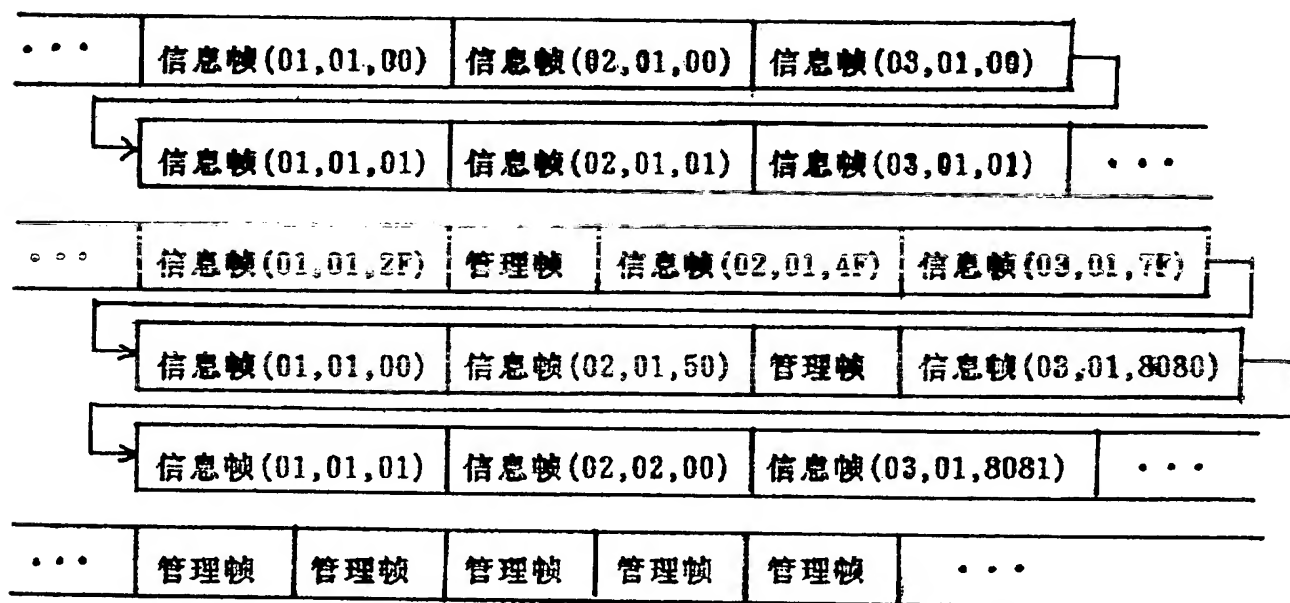 ··· 信息帧(01,01,00) 信息帧(02,01,00) 信息帧(03,01,00)
信息帧(01,01,01) 信息帧(02,01,01) 信息帧(03,01,01) ···
··· 信息帧(01,01,2F) 管理帧 信息帧(02,01,4F) 信息帧(03,01,7F)
信息帧(01,01,00) 信息帧(02,01,50) 管理帧 信息帧(03,01,8080)
信息帧(01,01,01) 信息帧(02,02,00) 信息帧(03,01,8081) ···
··· 管理帧 管理帧 管理帧 管理帧 管理帧 ···